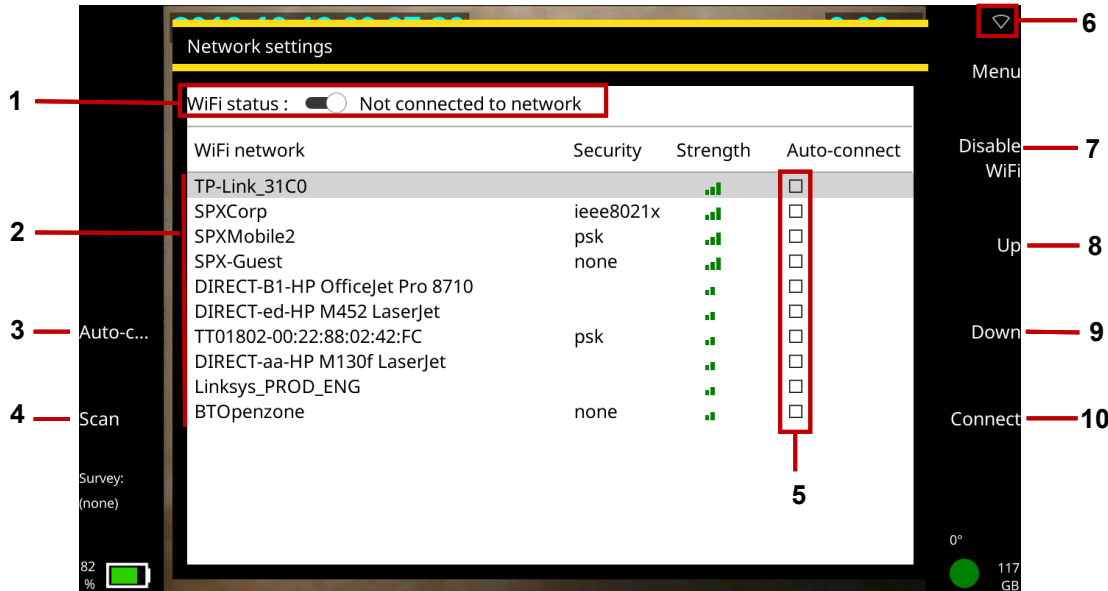 6
Network settings
Menu
1
WiFi status : Not connected to network
WiFi network Security Strength Auto-connect
Disable
WiFi
7
TP-Link_31C0
SPXCorp ieee8021x
2
SPXMobile2 psk
Up
8
SPX-Guest none
DIRECT-B1-HP OfficeJet Pro 8710
DIRECT-ed-HP M452 LaserJet
3
Auto-c...
TT01802-00:22:88:02:42:FC psk
Down
9
DIRECT-aa-HP M130f LaserJet
Linksys_PROD_ENG
4
Scan
BTOpenzone none
Connect
10
Survey:
(none)
5
0°
82
%
117
GB